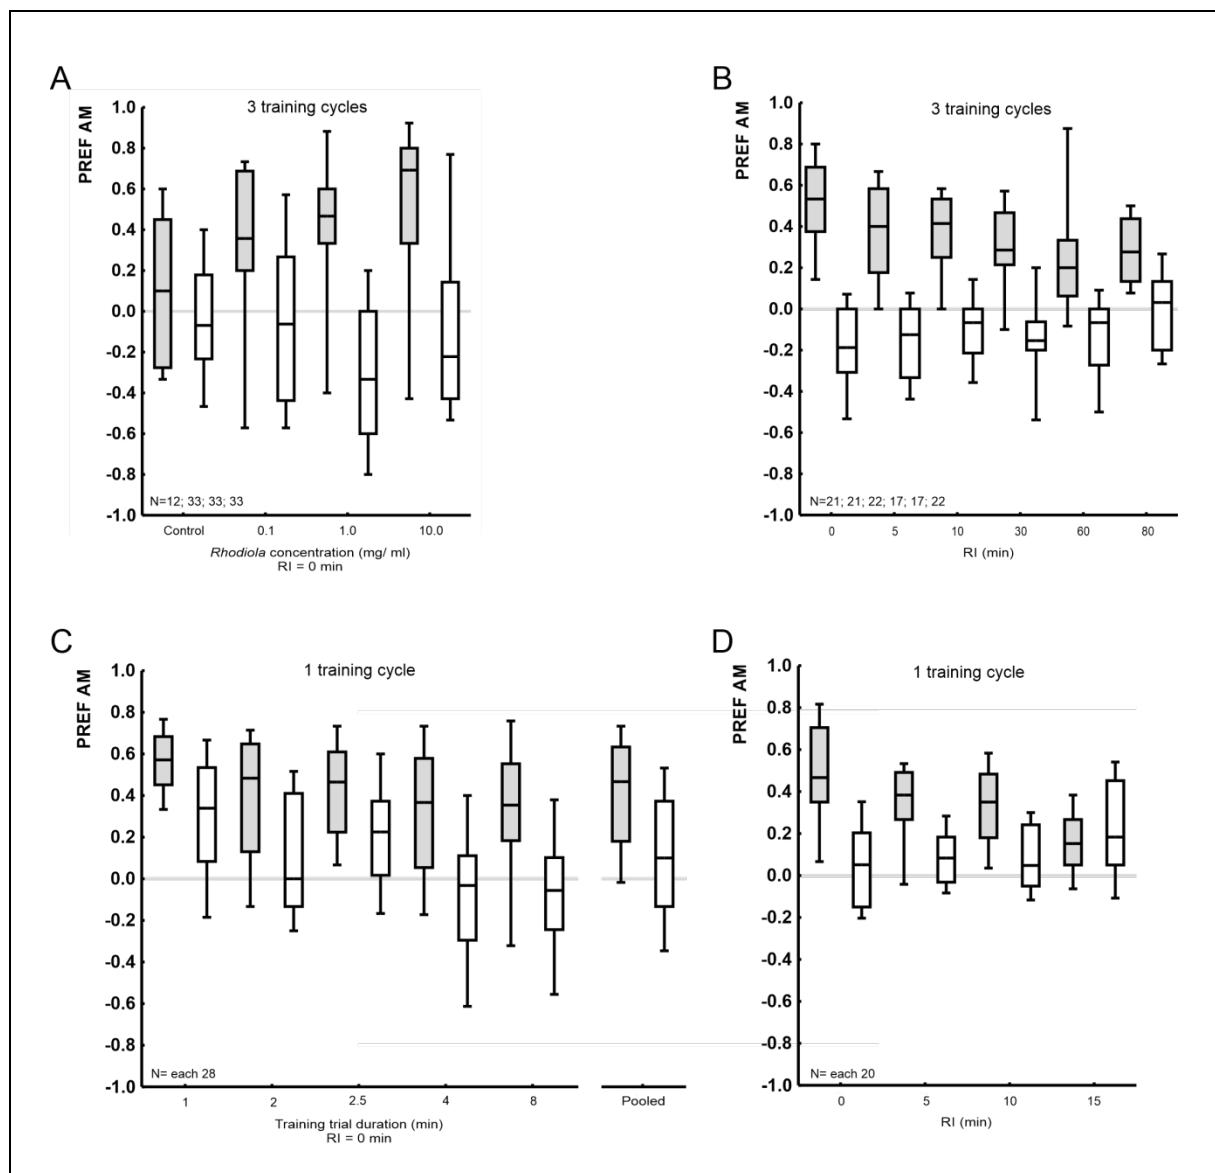 A
3 training cycles
PREF AM
1.0
0.8
0.6
0.4
0.2
0.0
-0.2
-0.4
-0.6
-0.8
-1.0
N=12; 33; 33; 33
Control 0.1 1.0 10.0
Rhodiola concentration (mg/ ml)
RI = 0 min
B
3 training cycles
PREF AM
1.0
0.8
0.6
0.4
0.2
0.0
-0.2
-0.4
-0.6
-0.8
-1.0
N=21; 21; 22; 17; 17; 22
0 5 10 30 60 80
RI (min)
C
1 training cycle
PREF AM
1.0
0.8
0.6
0.4
0.2
0.0
-0.2
-0.4
-0.6
-0.8
-1.0
N= each 28
1 2 2.5 4 8 Pooled
Training trial duration (min)
RI = 0 min
D
1 training cycle
PREF AM
1.0
0.8
0.6
0.4
0.2
0.0
-0.2
-0.4
-0.6
-0.8
-1.0
N= each 20
0 5 10 15
RI (min)